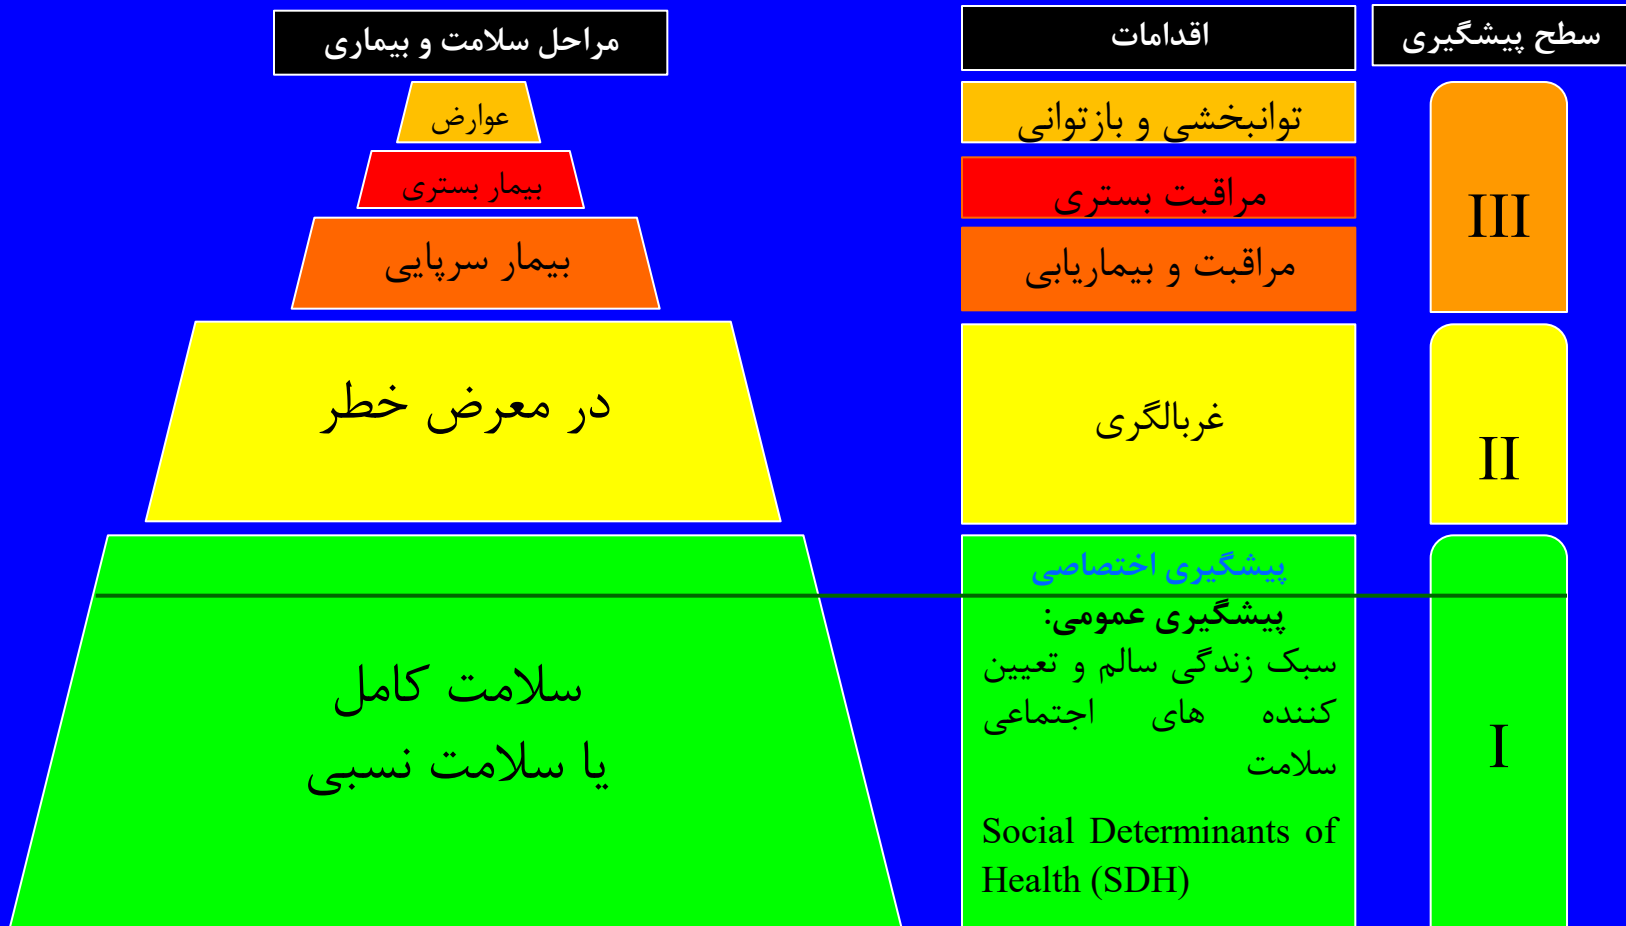 سطح پیشگیری
اقدامات
مراحل سلامت و بیماری
III
توانبخشی و بازتوانی
عوارض
مراقبت بستری
بیمار بستری
مراقبت و بیماریابی
بیمار سرپایی
II
غربالگری
در معرض خطر
I
پیشگیری اختصاصی
پیشگیری عمومی:
سبک زندگی سالم و تعیین
کننده های اجتماعی
سلامت
Social Determinants of
Health (SDH)
سلامت کامل
یا سلامت نسبی